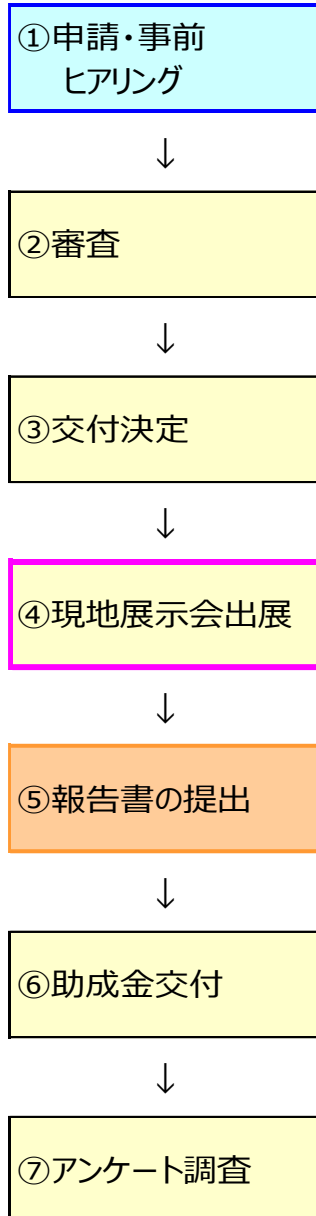 ①申請・事前
ヒアリング
↓
②審査
↓
③交付決定
↓
④現地展示会出展
↓
⑤報告書の提出
↓
⑥助成金交付
↓
⑦アンケート調査